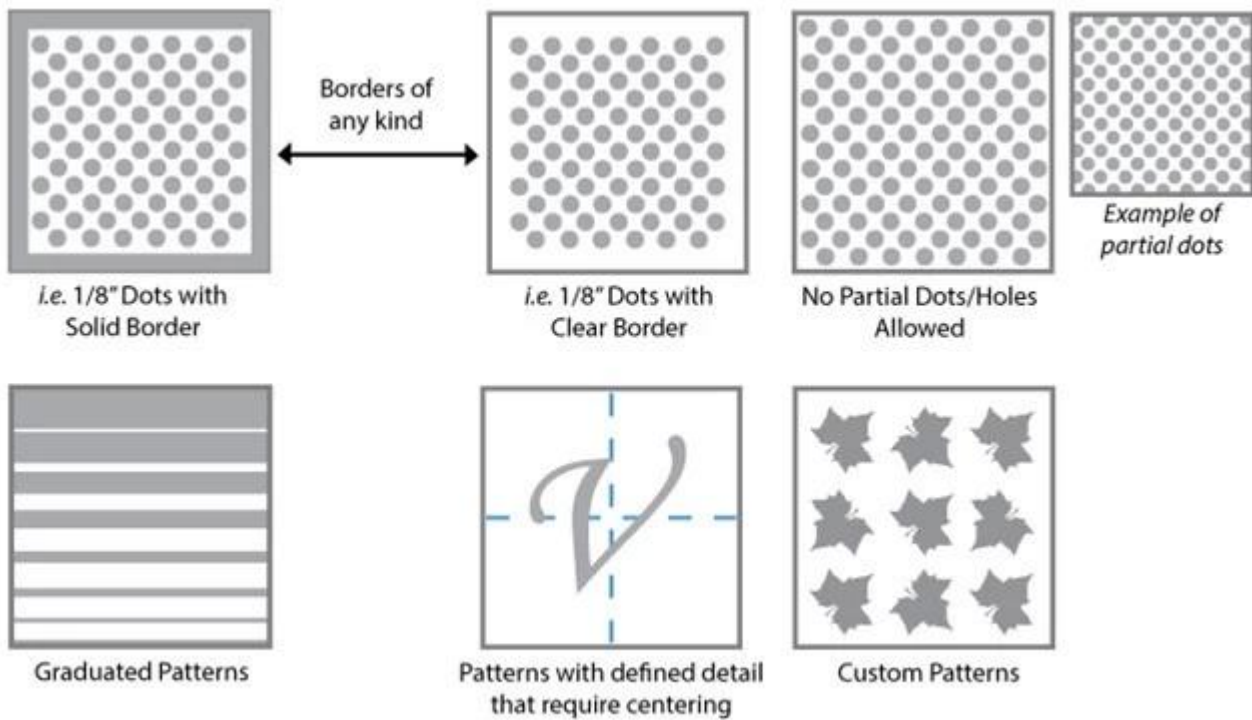 Borders of
any kind
i.e. 1/8" Dots with
Solid Border
i.e. 1/8" Dots with
Clear Border
No Partial Dots/Holes
Allowed
Example of
partial dots
Graduated Patterns
V
Patterns with defined detail
that require centering
Custom Patterns